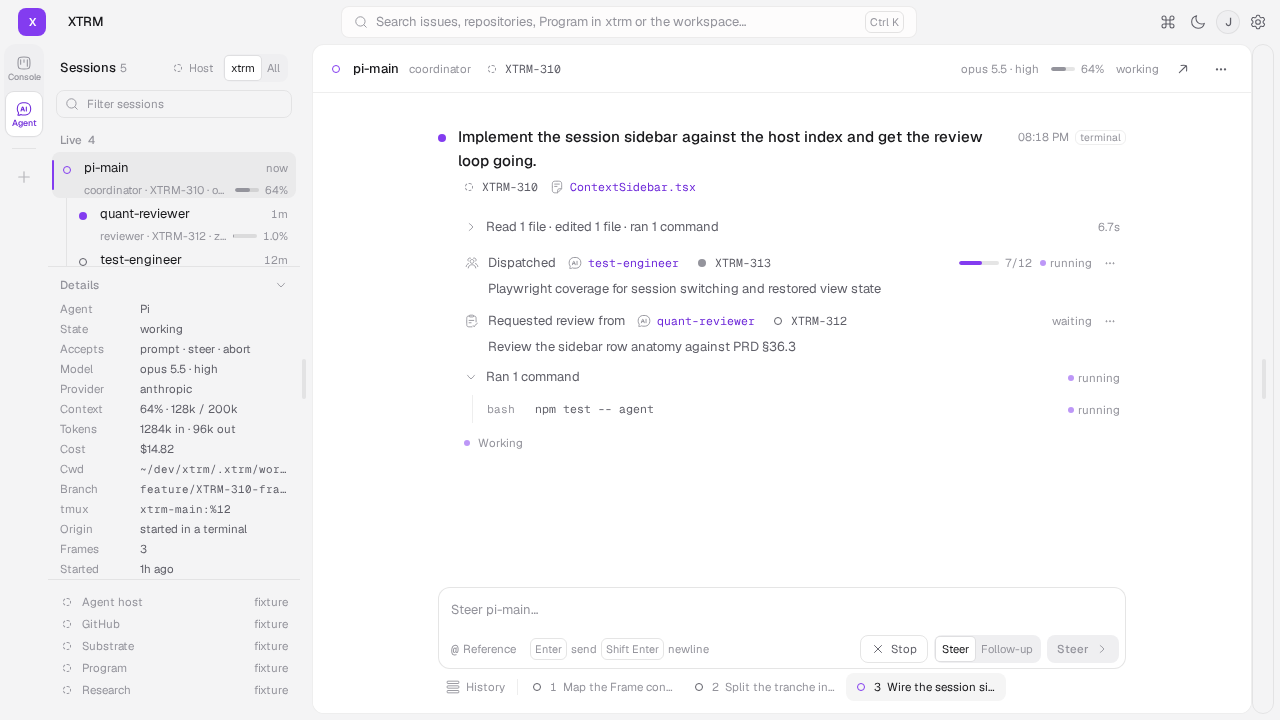 X XTRM
Search issues, repositories, Program in xtrm or the workspace… Ctrl K
J
Console
AI
Agent
Sessions 5 Host xtrm All
Filter sessions
Live 4
pi-main now
coordinator · XTRM-310 · o… 64%
quant-reviewer 1m
reviewer · XTRM-312 · z… 1.0%
test-engineer 12m
Details
Agent Pi
State working
Accepts prompt · steer · abort
Model opus 5.5 · high
Provider anthropic
Context 64% · 128k / 200k
Tokens 1284k in · 96k out
Cost $14.82
Cwd ~/dev/xtrm/.xtrm/wor…
Branch feature/XTRM-310-fra…
tmux xtrm-main:%12
Origin started in a terminal
Frames 3
Started 1h ago
Agent host fixture
GitHub fixture
Substrate fixture
Program fixture
Research fixture
pi-main coordinator XTRM-310 opus 5.5 · high 64% working
Implement the session sidebar against the host index and get the review 08:18 PM terminal
loop going.
XTRM-310 ContextSidebar.tsx
Read 1 file · edited 1 file · ran 1 command 6.7s
Dispatched AI test-engineer XTRM-313 7/12 running
Playwright coverage for session switching and restored view state
Requested review from AI quant-reviewer XTRM-312 waiting
Review the sidebar row anatomy against PRD §36.3
Ran 1 command running
bash npm test -- agent running
Working
Steer pi-main…
@ Reference Enter send Shift Enter newline Stop Steer Follow-up Steer
History 1 Map the Frame con… 2 Split the tranche in… 3 Wire the session si…